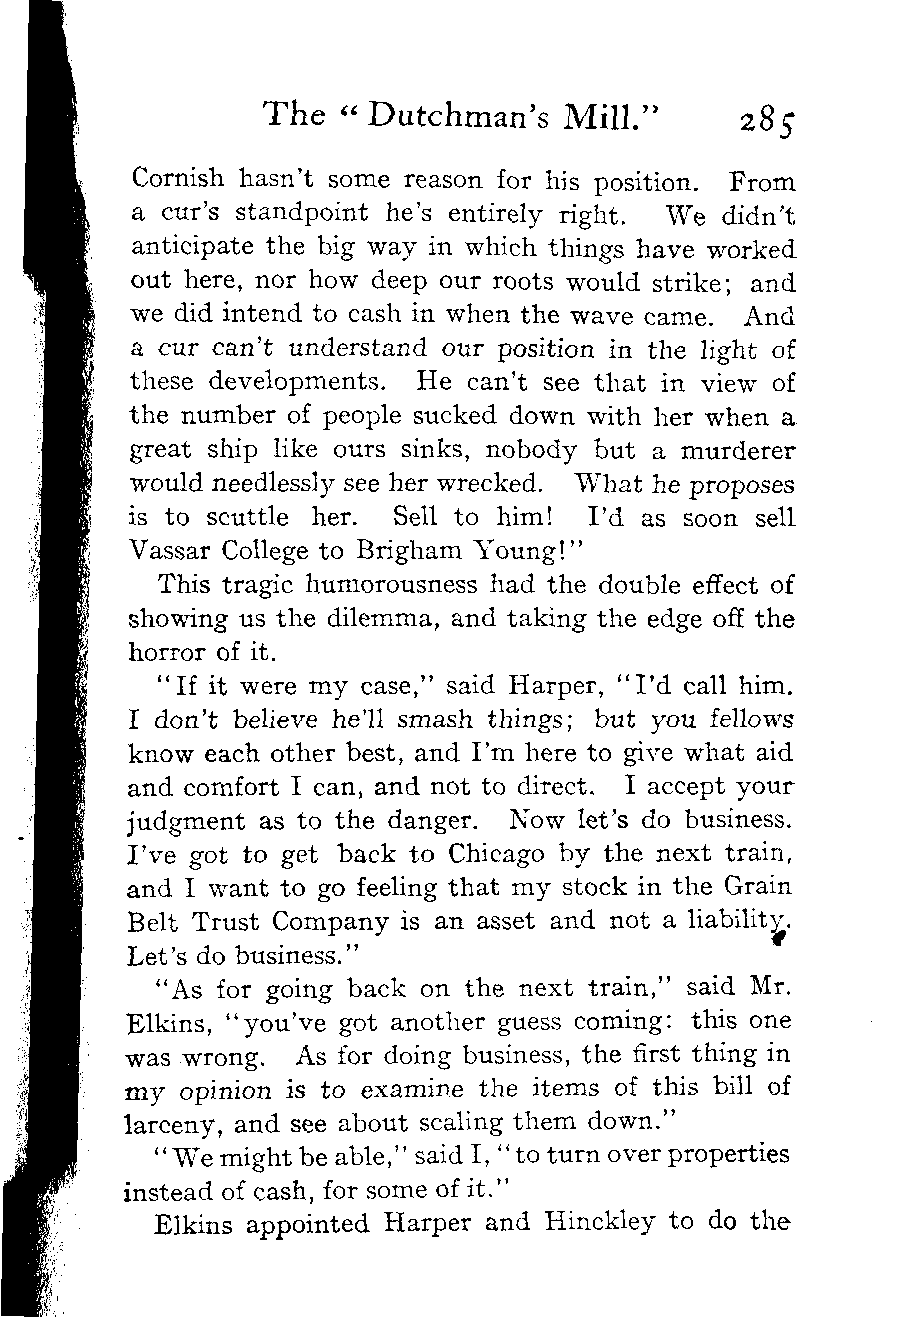 The “ Dutchman's Mill.” 285
Cornish hasn't some reason for his position. From
a cur's standpoint he's entirely right. We didn't
anticipate the big way in which things have worked
out here, nor how deep our roots would strike; and
we did intend to cash in when the wave came. And
a cur can't understand our position in the light of
these developments. He can't see that in view of
the number of people sucked down with her when a
great ship like ours sinks, nobody but a murderer
would needlessly see her wrecked. What he proposes
is to scuttle her. Sell to him! I'd as soon sell
Vassar College to Brigham Young!”
This tragic humorousness had the double effect of
showing us the dilemma, and taking the edge off the
horror of it.
“If it were my case,” said Harper, “I'd call him.
I don't believe he'll smash things; but you fellows
know each other best, and I'm here to give what aid
and comfort I can, and not to direct. I accept your
judgment as to the danger. Now let's do business.
I've got to get back to Chicago by the next train,
and I want to go feeling that my stock in the Grain
Belt Trust Company is an asset and not a liability.
Let's do business.”
“As for going back on the next train,” said Mr.
Elkins, “you've got another guess coming: this one
was wrong. As for doing business, the first thing in
my opinion is to examine the items of this bill of
larceny, and see about scaling them down.”
“We might be able,” said I, “to turn over properties
instead of cash, for some of it.”
Elkins appointed Harper and Hinckley to do the